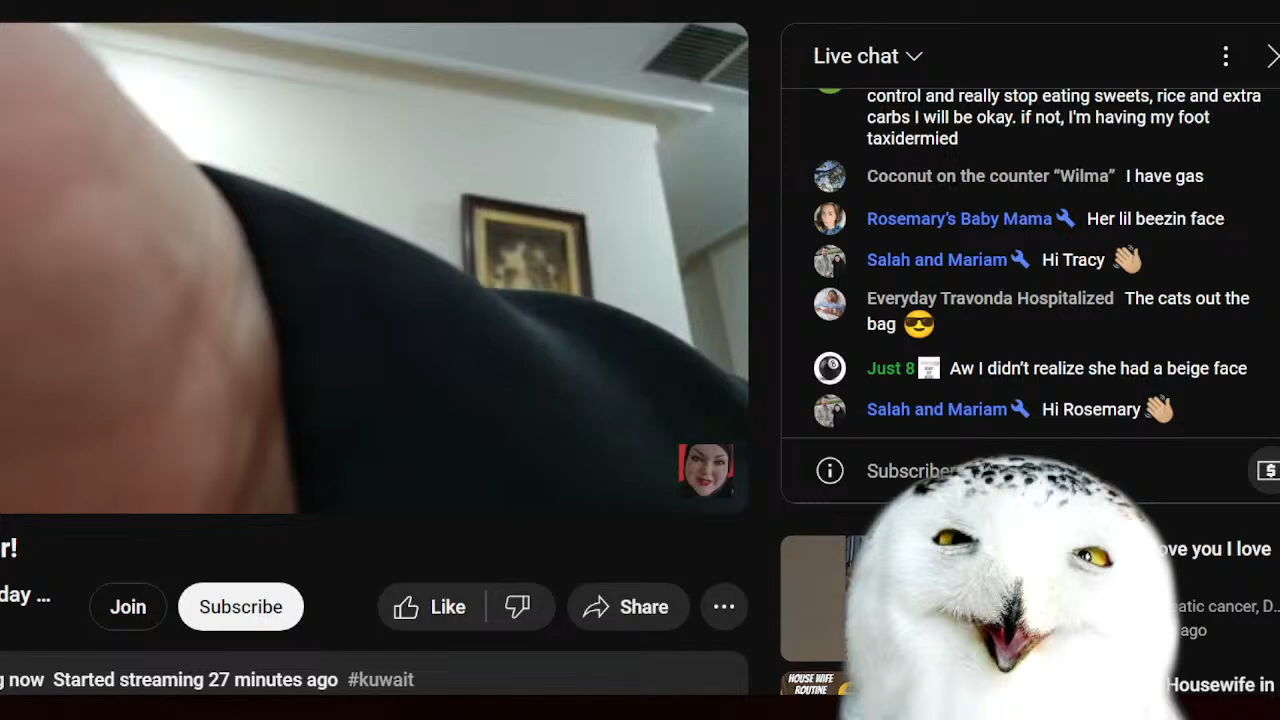 Live chat
control and really stop eating sweets, rice and extra
carbs I will be okay. if not, I'm having my foot
taxidermied
Coconut on the counter “Wilma” I have gas
Rosemary's Baby Mama Her lil beezin face
Salah and Mariam Hi Tracy
Everyday Travonda Hospitalized The cats out the
bag
Just 8 Aw I didn’t realize she had a beige face
Salah and Mariam Hi Rosemary
Subscribe
r!
day ...
Join
Subscribe
Like
Share
g now Started streaming 27 minutes ago #kuwait
ove you I love
atic cancer, D...
ago
HOUSE WIFE
ROUTINE
Housewife in